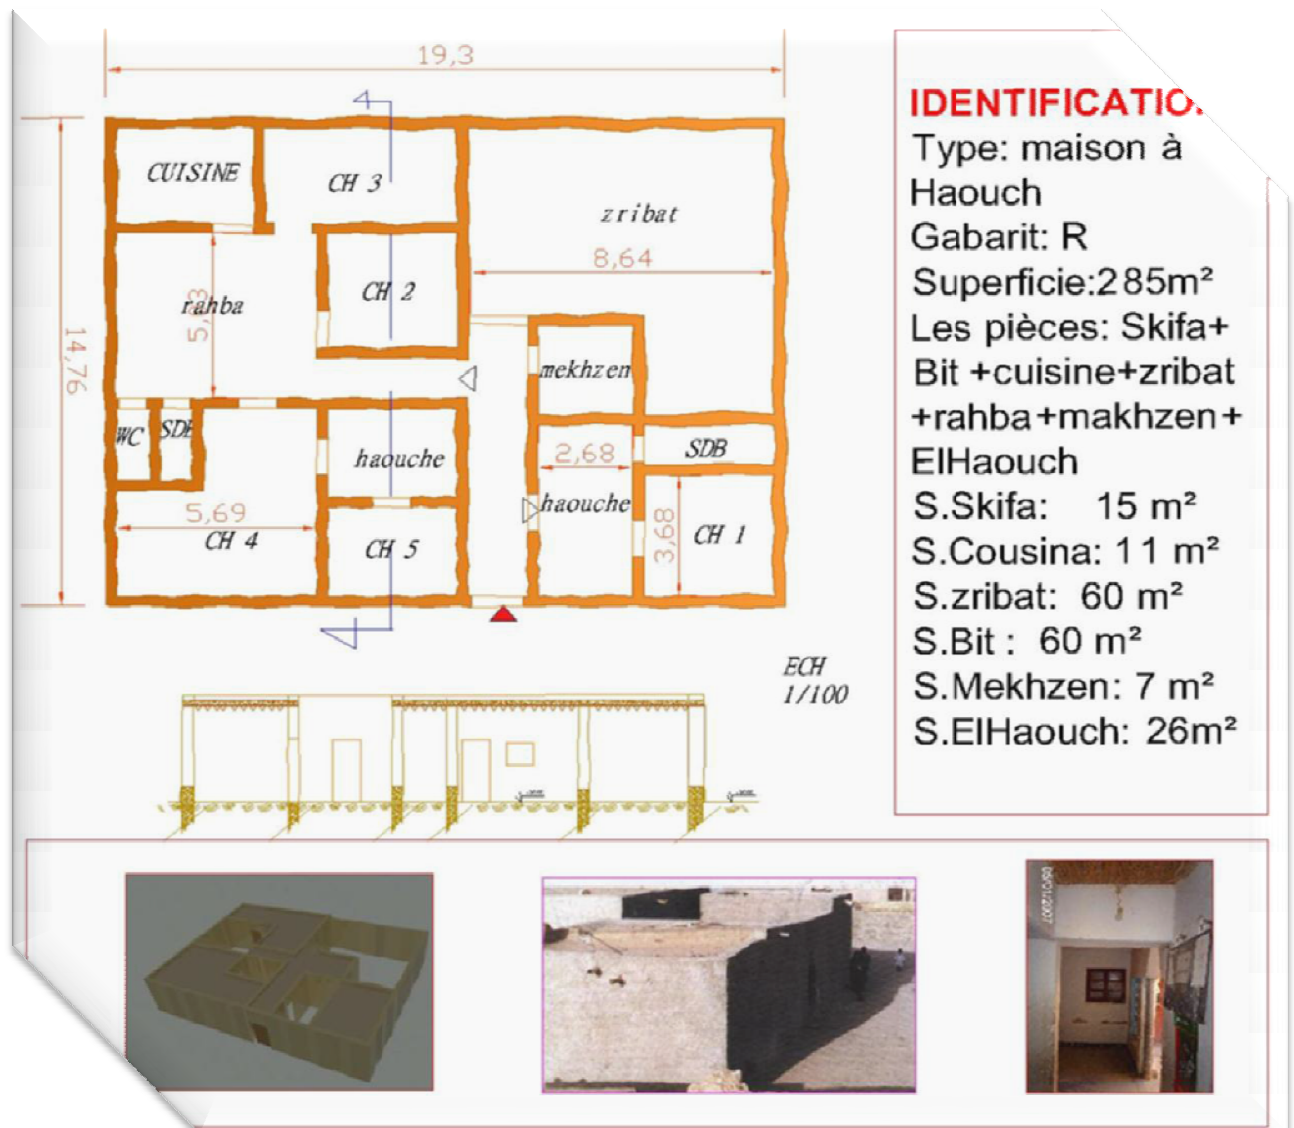 19,3
CUISINE
CH 3
zribat
8,64
CH 2
rahba
5,93
14,76
mekhzen
WC
SDB
haouche
2,68
SDB
haouche
5,69
CH 4
CH 5
3,68
CH 1
ECH
1/100
IDENTIFICATIO
Type: maison à
Haouch
Gabarit: R
Superficie:285m²
Les pièces: Skifa+
Bit +cuisine+zribat
+rahba+makhzen+
ElHaouch
S.Skifa: 15 m²
S.Cousina: 11 m²
S.zribat: 60 m²
S.Bit : 60 m²
S.Mekhzen: 7 m²
S.ElHaouch: 26m²